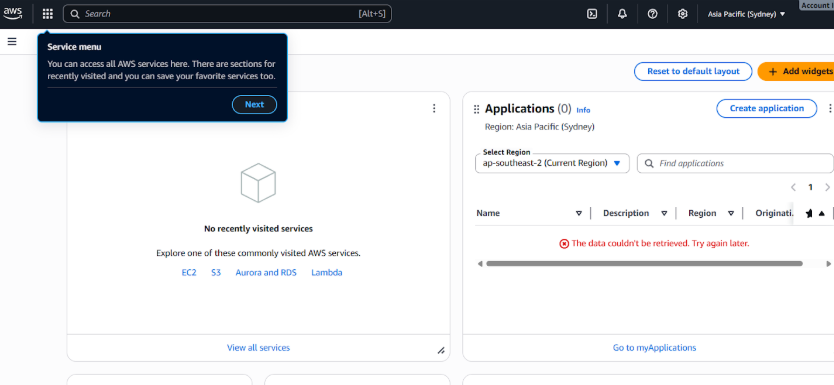 aws
Search
[Alt+S]
Asia Pacific (Sydney)
Service menu
You can access all AWS services here. There are sections for
recently visited and you can save your favorite services too.
Next
Reset to default layout
Add widgets
No recently visited services
Explore one of these commonly visited AWS services.
EC2 S3 Aurora and RDS Lambda
View all services
Applications (0) Info
Region: Asia Pacific (Sydney)
Create application
Select Region
ap-southeast-2 (Current Region)
Find applications
1
Name Description Region Originati.
The data couldn't be retrieved. Try again later.
Go to myApplications